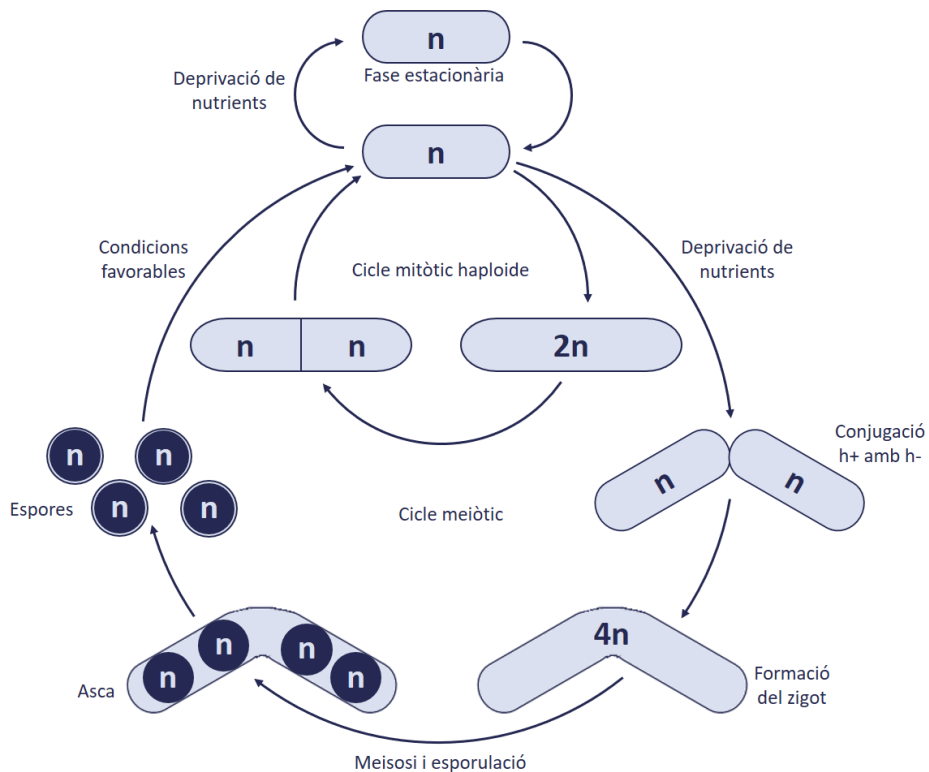 n
Fase estacionària
Deprivació de
nutrients
n
Condicions
favorables
Cicle mitòtic haploide
Deprivació de
nutrients
n
n
2n
Conjugació
h+ amb h-
n
n
n
n
n
n
Espores
Cicle meiòtic
4n
n
n
n
n
Asca
Formació
del zigot
Meisosi i esporulació